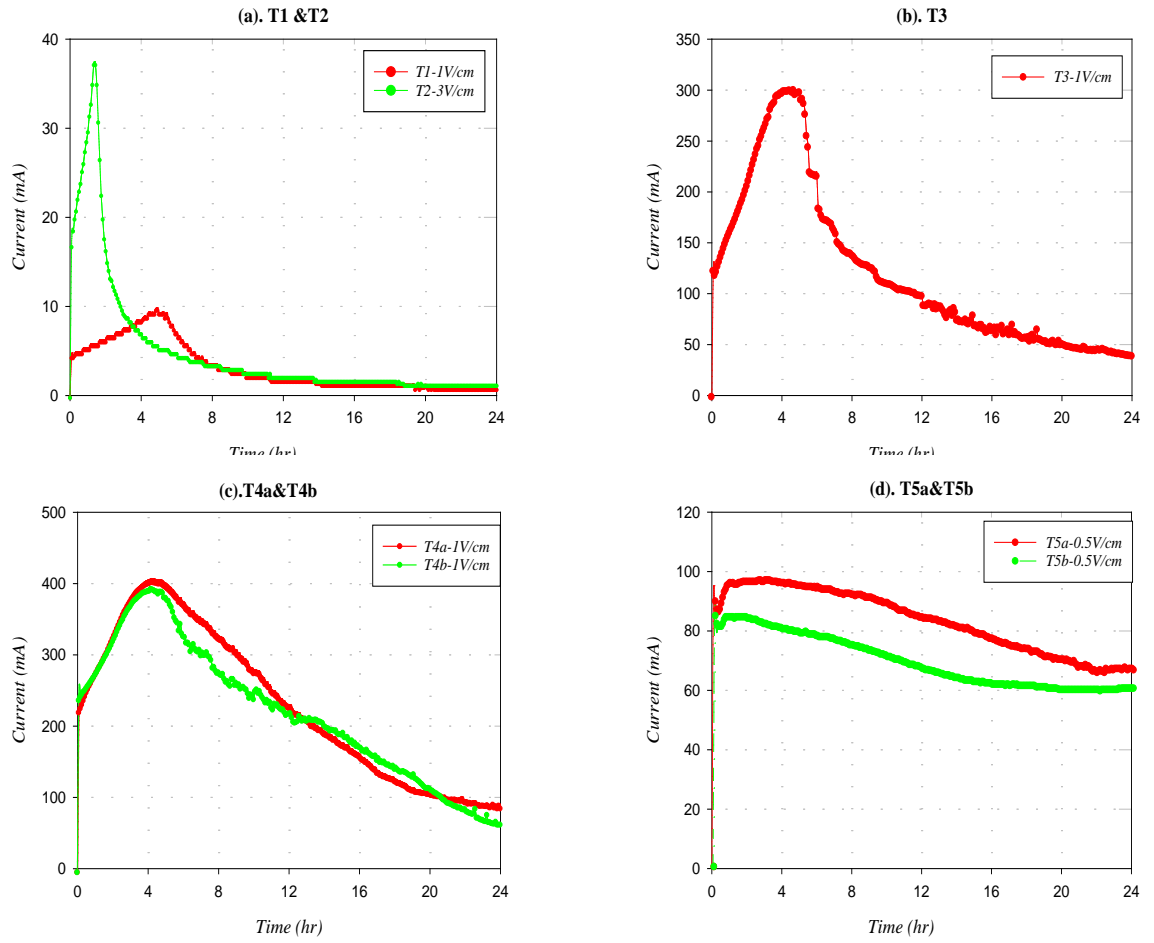 (a). T1 &T2
40
30
20
10
0
Current (mA)
T1-1V/cm
T2-3V/cm
0 4 8 12 16 20 24
Time (hr)
(b). T3
350
300
250
200
150
100
50
0
Current (mA)
T3-1V/cm
0 4 8 12 16 20 24
Time (hr)
(c).T4a&T4b
500
400
300
200
100
0
Current (mA)
T4a-1V/cm
T4b-1V/cm
0 4 8 12 16 20 24
Time (hr)
(d). T5a&T5b
120
100
80
60
40
20
0
Current (mA)
T5a-0.5V/cm
T5b-0.5V/cm
0 4 8 12 16 20 24
Time (hr)